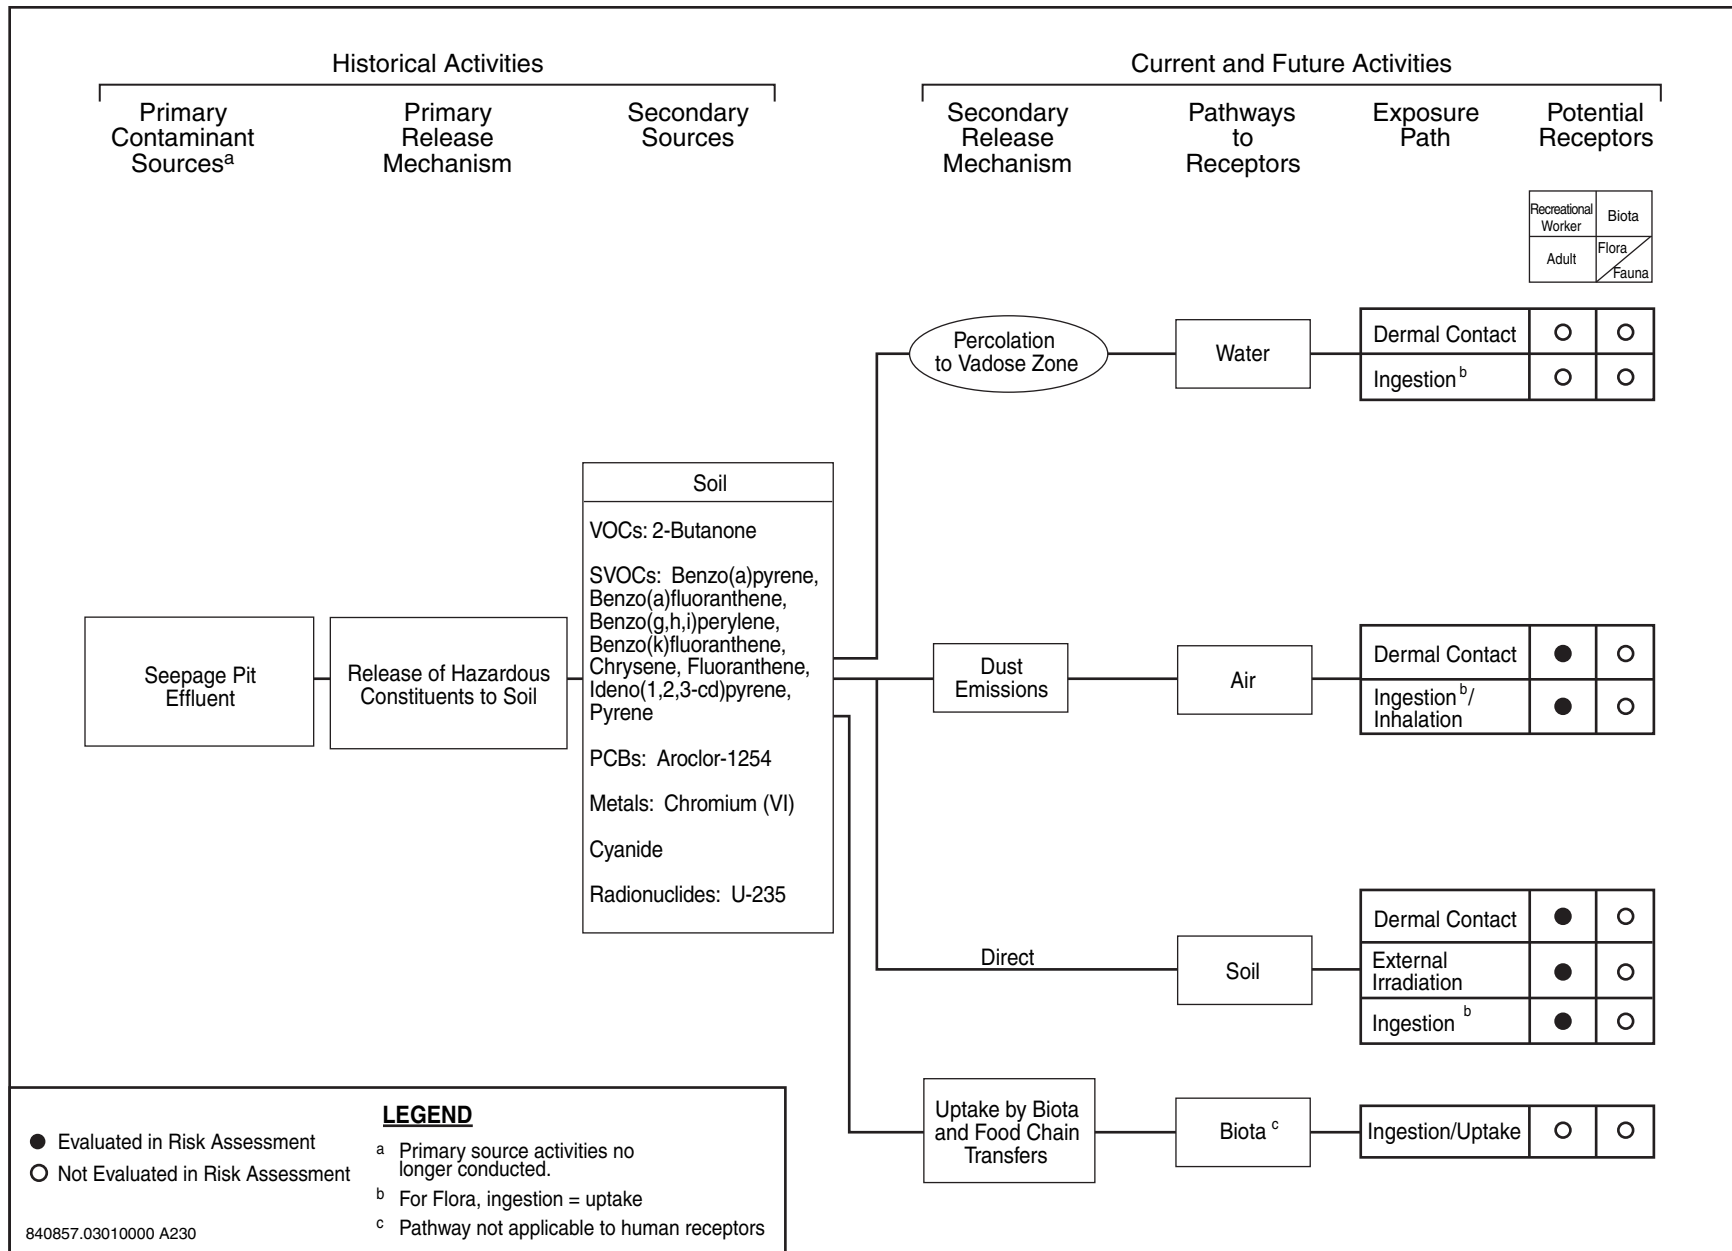 Historical Activities
Current and Future Activities
Primary
Contaminant
Sourcesa
Primary
Release
Mechanism
Secondary
Sources
Secondary
Release
Mechanism
Pathways
to
Receptors
Exposure
Path
Potential
Receptors
Recreational
Worker
Biota
Adult
Flora
Fauna
Percolation
to Vadose Zone
Water
Dermal Contact
Ingestion b
Soil
VOCs: 2-Butanone
SVOCs: Benzo(a)pyrene,
Benzo(a)fluoranthene,
Benzo(g,h,i)perylene,
Benzo(k)fluoranthene,
Chrysene, Fluoranthene,
Ideno(1,2,3-cd)pyrene,
Pyrene
PCBs: Aroclor-1254
Metals: Chromium (VI)
Cyanide
Radionuclides: U-235
Seepage Pit
Effluent
Release of Hazardous
Constituents to Soil
Dust
Emissions
Air
Dermal Contact
Ingestion b/
Inhalation
Direct
Soil
Dermal Contact
External
Irradiation
Ingestion b
Uptake by Biota
and Food Chain
Transfers
Biota c
Ingestion/Uptake
LEGEND
Evaluated in Risk Assessment
Not Evaluated in Risk Assessment
a Primary source activities no
longer conducted.
b For Flora, ingestion = uptake
c Pathway not applicable to human receptors
840857.03010000 A230